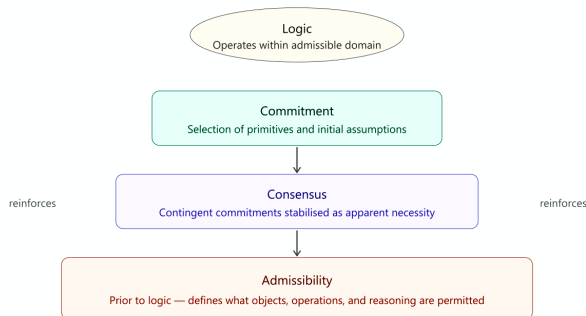 Logic
Operates within admissible domain
Commitment
Selection of primitives and initial assumptions
Consensus
Contingent commitments stabilised as apparent necessity
reinforces
reinforces
Admissibility
Prior to logic — defines what objects, operations, and reasoning are permitted